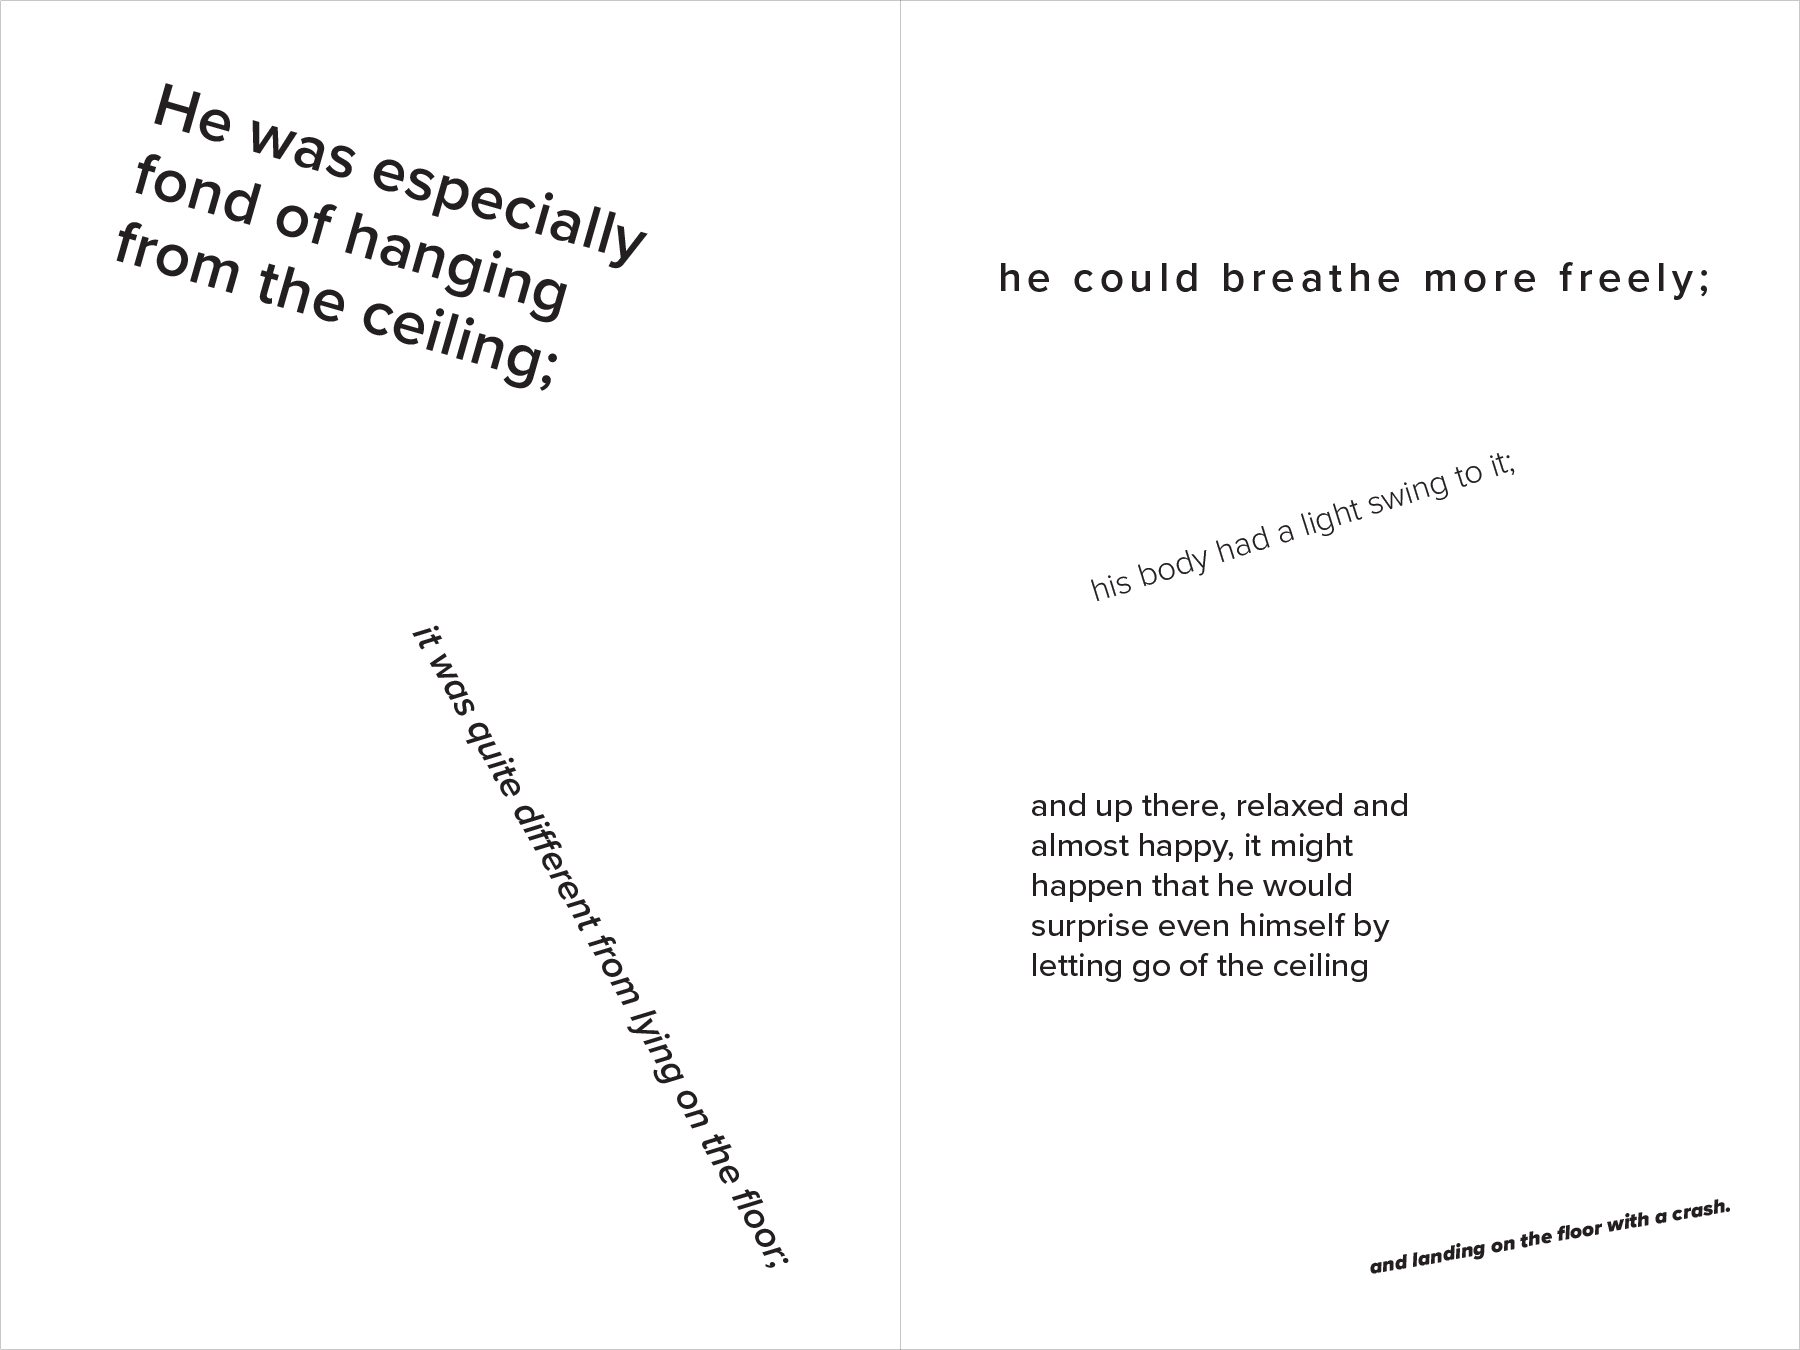 He was especially
fond of hanging
from the ceiling;
it was quite different from lying on the floor;
he could breathe more freely;
his body had a light swing to it;
and up there, relaxed and
almost happy, it might
happen that he would
surprise even himself by
letting go of the ceiling
and landing on the floor with a crash.